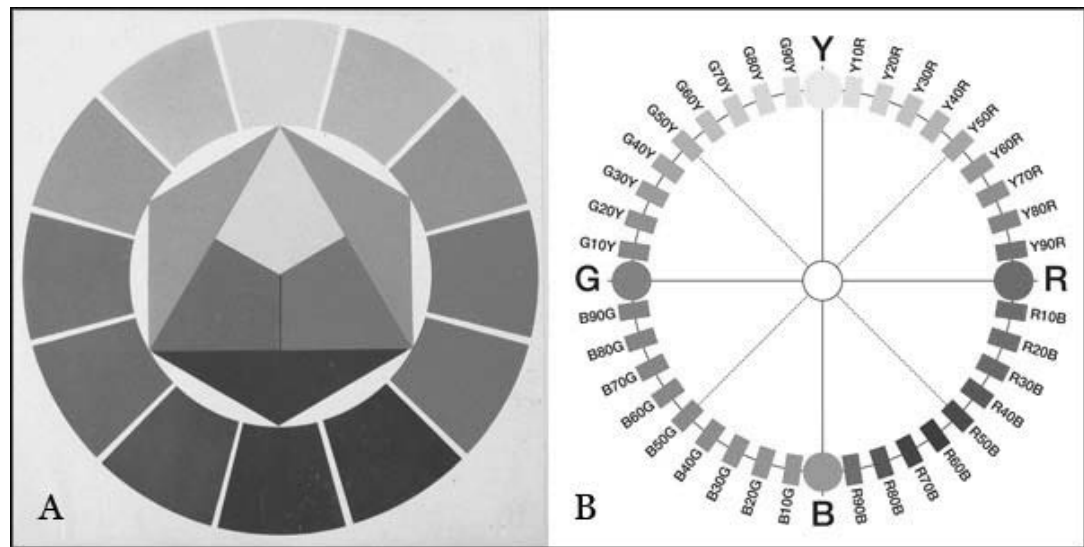 A
B
Y
Y10R
Y20R
Y30R
Y40R
Y50R
Y60R
Y70R
Y80R
Y90R
R
R10B
R20B
R30B
R40B
R50B
R60B
R70B
R80B
R90B
B
B10G
B20G
B30G
B40G
B50G
B60G
B70G
B80G
B90G
G
G10Y
G20Y
G30Y
G40Y
G50Y
G60Y
G70Y
G80Y
G90Y